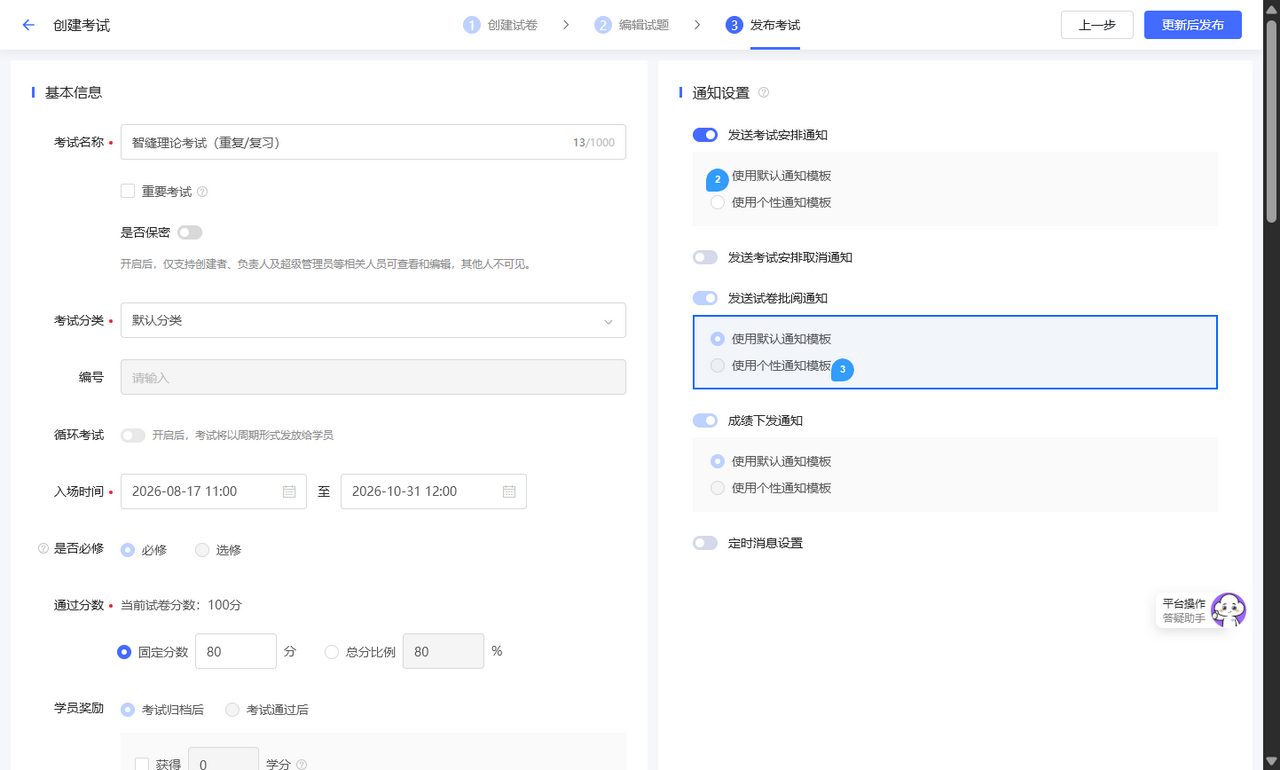 创建考试
1 创建试卷
2 编辑试题
3 发布考试
上一步
更新后发布
基本信息
考试名称
智缝理论考试（重复/复习）
13/1000
重要考试
是否保密
开启后，仅支持创建者、负责人及超级管理员等相关人员可查看和编辑，其他人不可见。
考试分类
默认分类
编号
请输入
循环考试
开启后，考试将以周期形式发放给学员
入场时间
2026-08-17 11:00
至
2026-10-31 12:00
是否必修
必修
选修
通过分数
当前试卷分数：100分
固定分数
80
分
总分比例
80
%
学员奖励
考试归档后
考试通过后
获得
0
学分
通知设置
发送考试安排通知
2
使用默认通知模板
使用个性通知模板
发送考试安排取消通知
发送试卷批阅通知
使用默认通知模板
使用个性通知模板
3
成绩下发通知
使用默认通知模板
使用个性通知模板
定时消息设置
平台操作
答疑助手